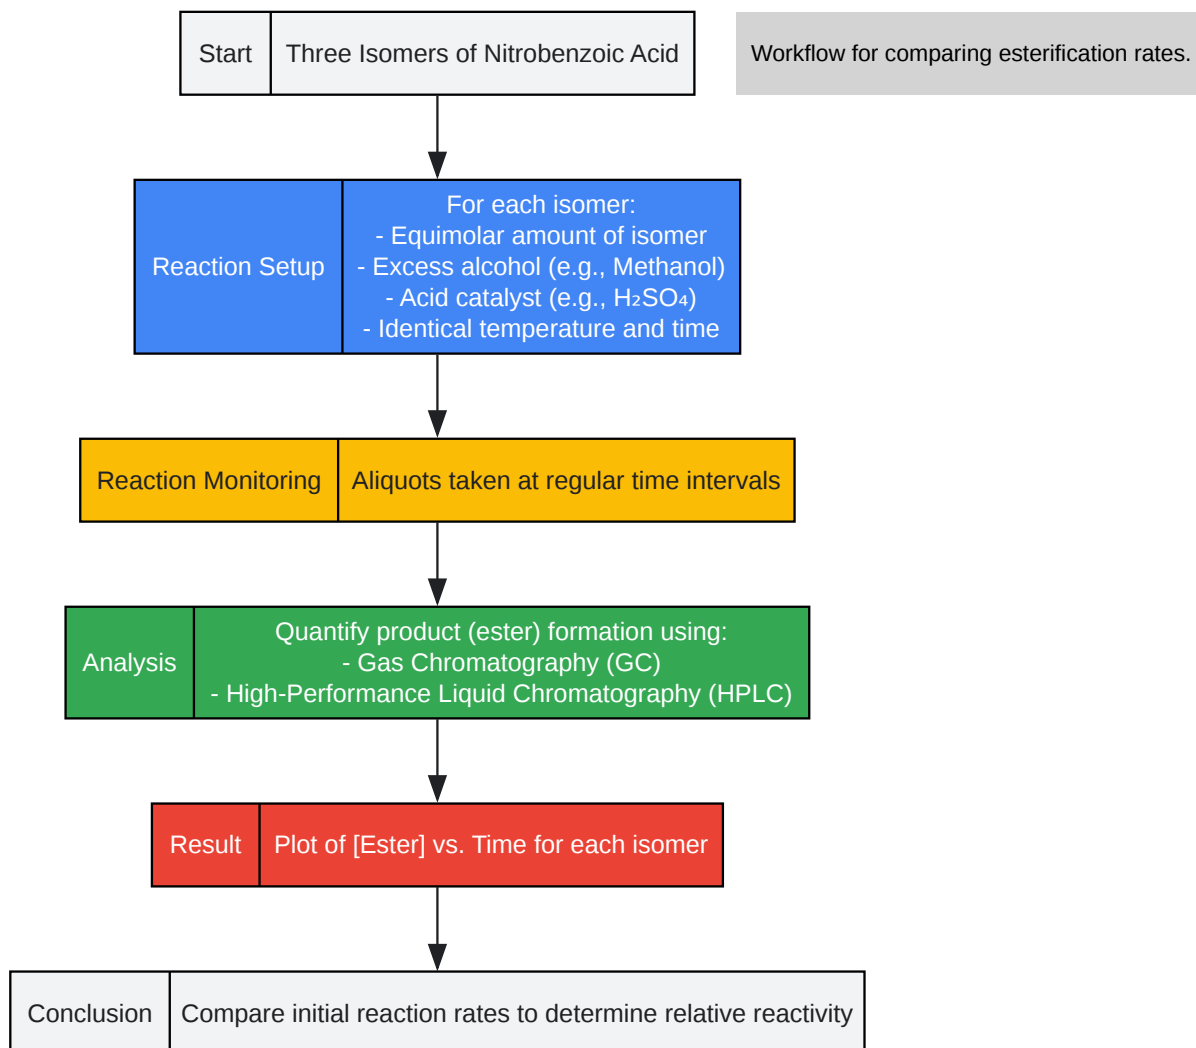 Start
Three Isomers of Nitrobenzoic Acid
Workflow for comparing esterification rates.
Reaction Setup
For each isomer:
- Equimolar amount of isomer
- Excess alcohol (e.g., Methanol)
- Acid catalyst (e.g., H₂SO₄)
- Identical temperature and time
Reaction Monitoring
Aliquots taken at regular time intervals
Analysis
Quantify product (ester) formation using:
- Gas Chromatography (GC)
- High-Performance Liquid Chromatography (HPLC)
Result
Plot of [Ester] vs. Time for each isomer
Conclusion
Compare initial reaction rates to determine relative reactivity